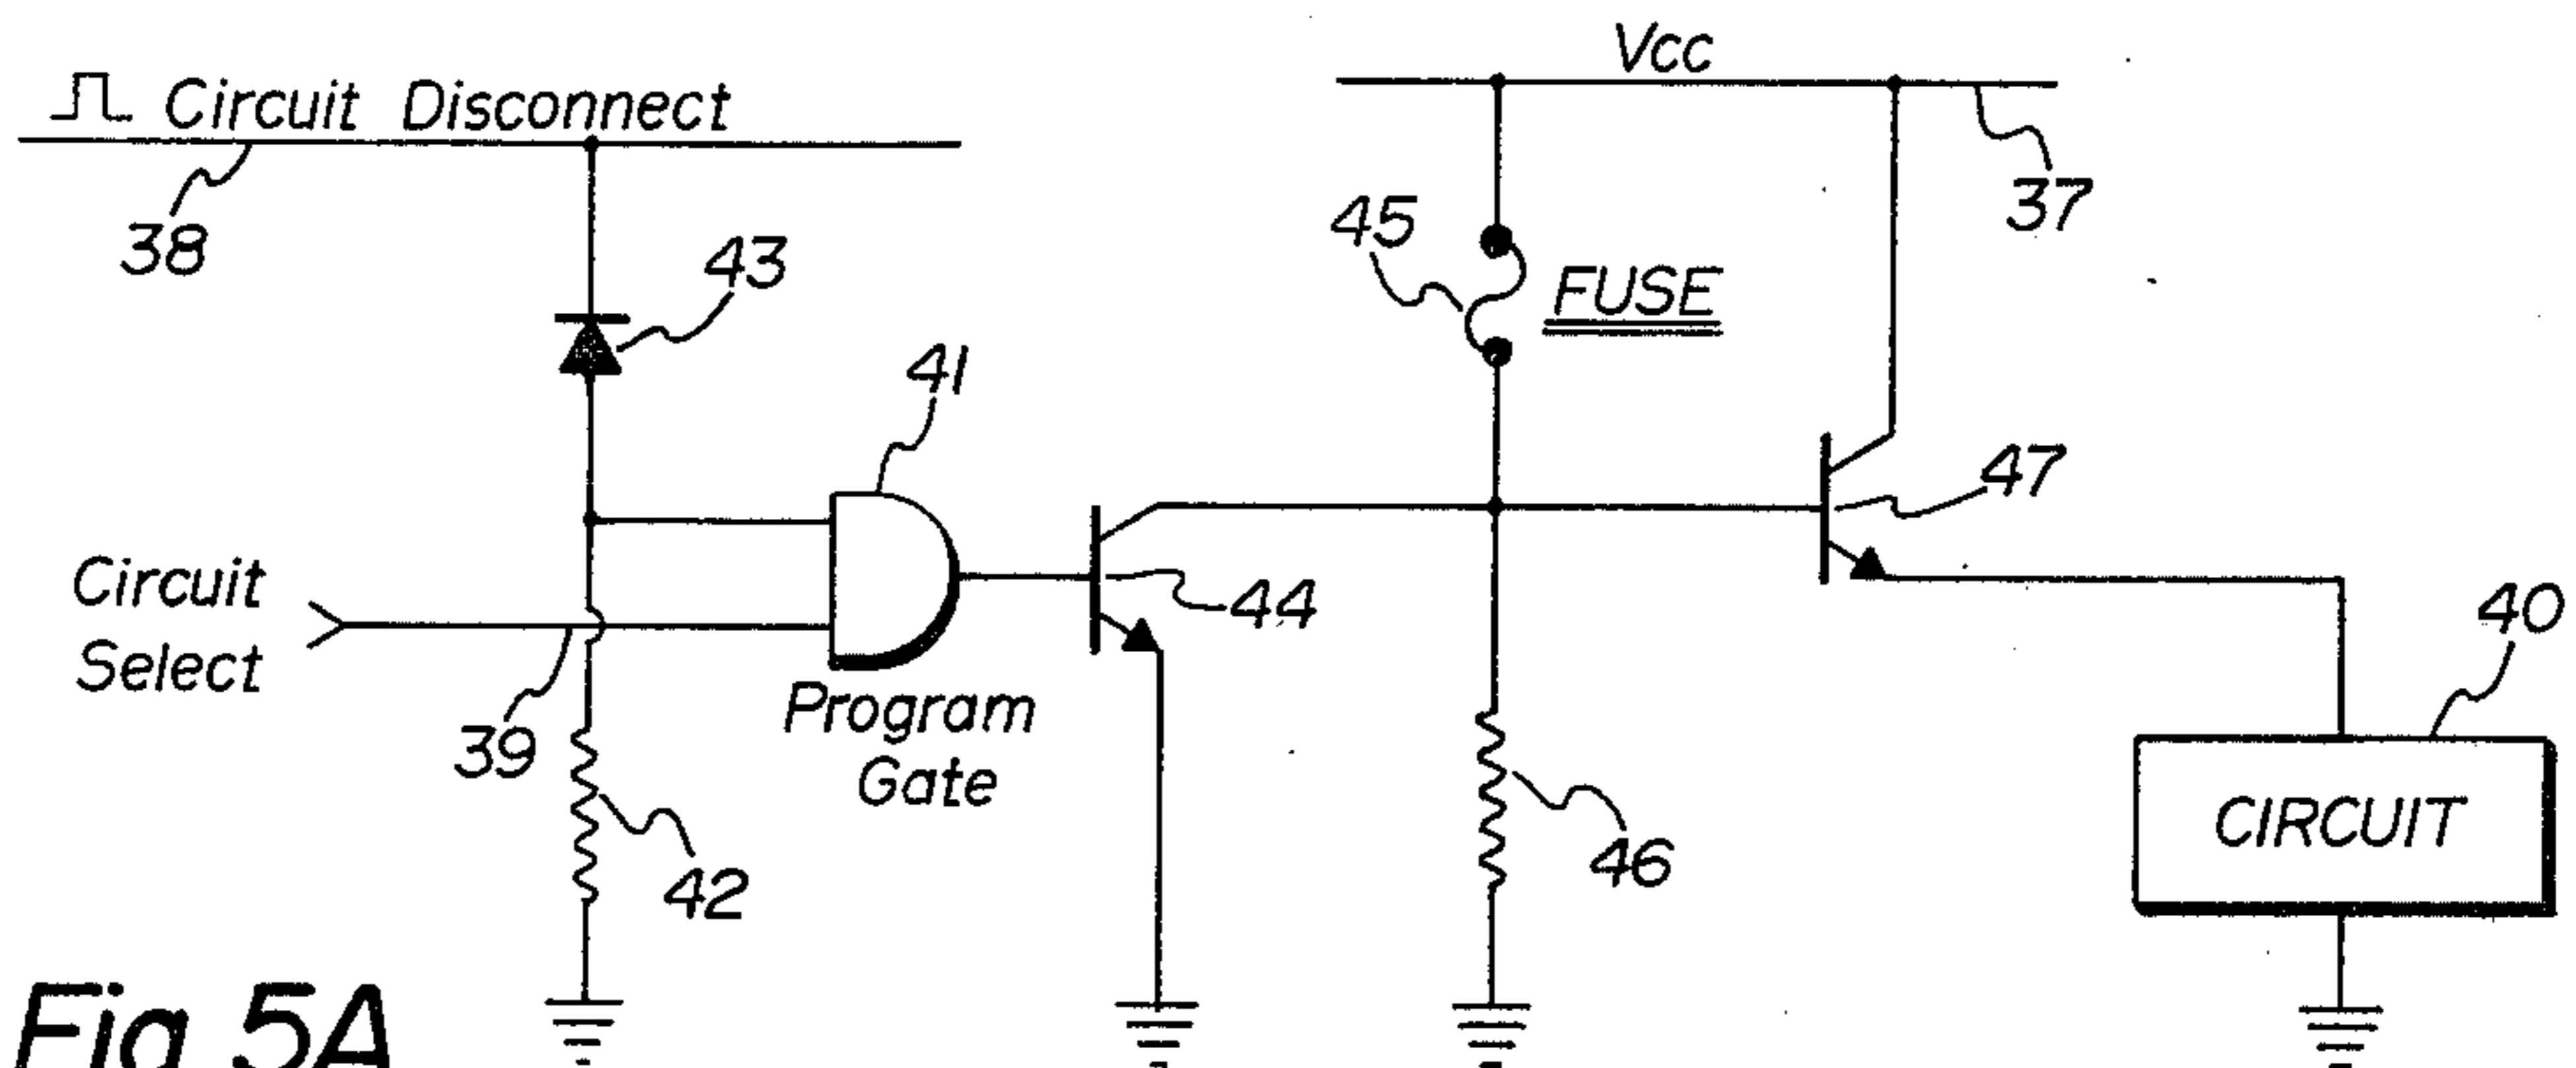 Vcc
Circuit Disconnect
37
38
45
43
FUSE
41
47
Circuit
Select
44
40
39
Program
Gate
42
46
CIRCUIT
Fig 5A